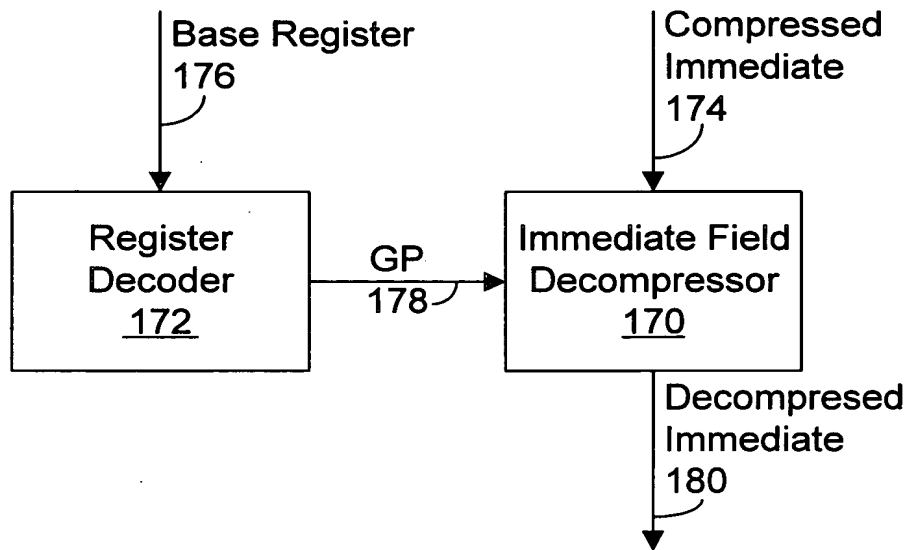 Base Register
176
Compressed
Immediate
174
Register
Decoder
172
GP
178
Immediate Field
Decompressor
170
Decompresed
Immediate
180